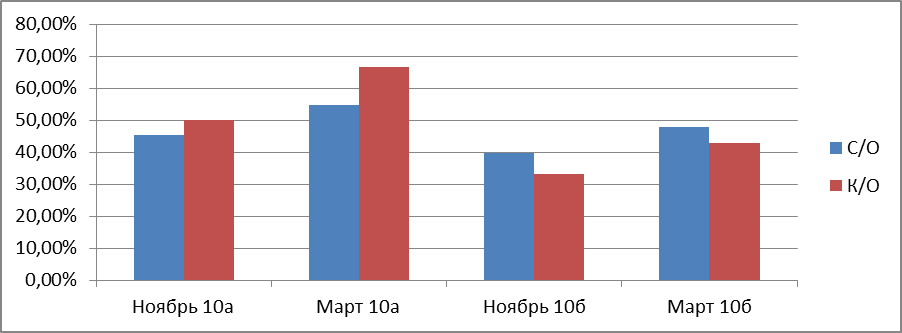 80,00%
70,00%
60,00%
50,00%
40,00%
30,00%
20,00%
10,00%
0,00%
Ноябрь 10а
Март 10а
Ноябрь 10б
Март 10б
С/О
К/О